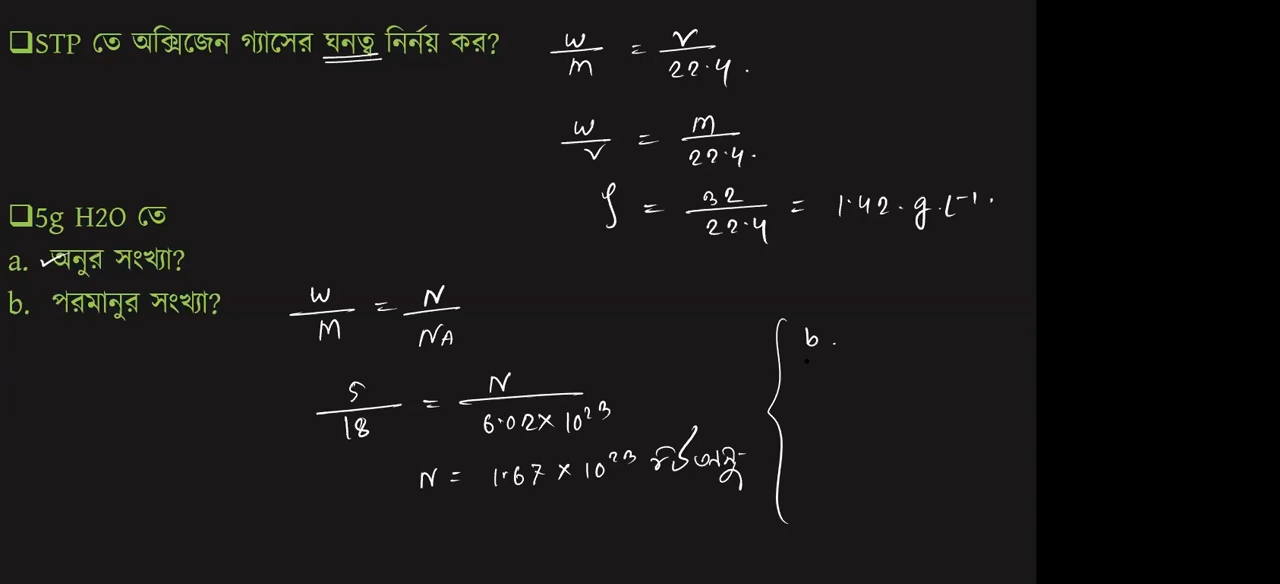 ❑STP তে অক্সিজেন গ্যাসের ঘনত্ব নির্নয় কর?
w/m = v/22.4.
w/v = m/22.4.
ρ = 32/22.4 = 1.42. g.L⁻¹.
❑5g H2O তে
a. অনুর সংখ্যা?
b. পরমানুর সংখ্যা?
w/m = N/NA
5/18 = N/6.02×10²³
N = 1.67 × 10²³ টি অনু
b.